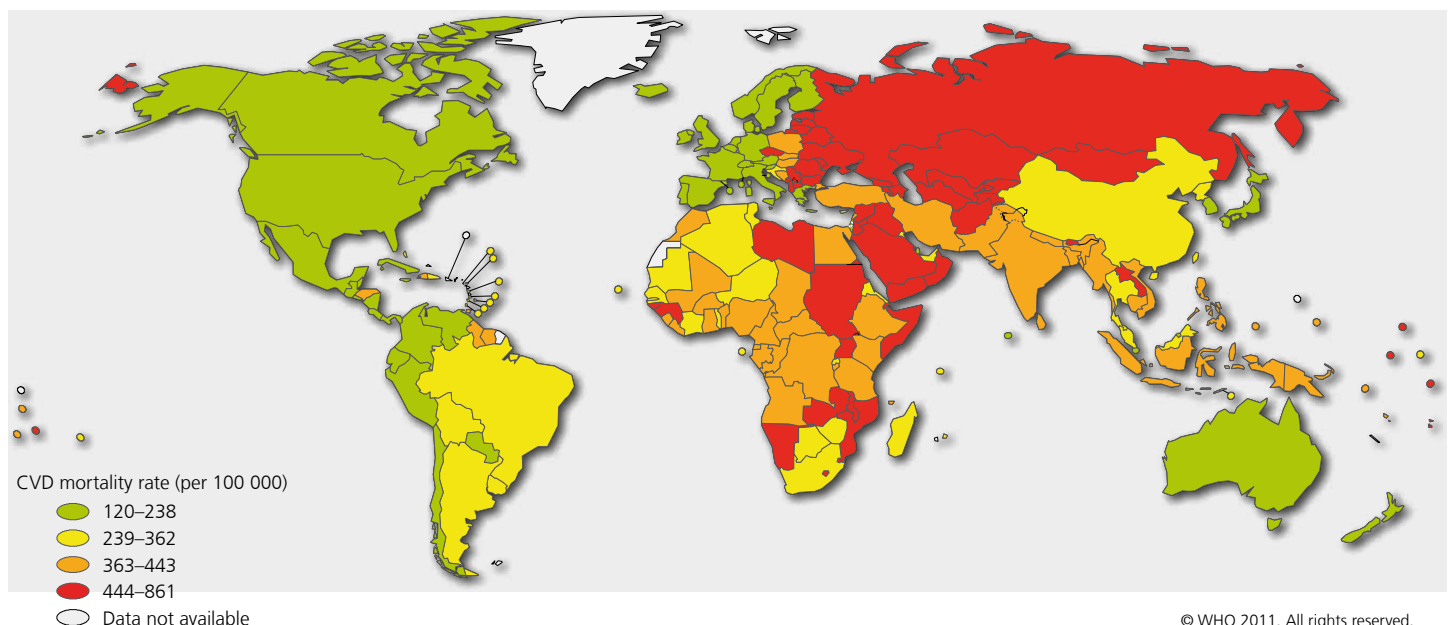 CVD mortality rate (per 100 000)
120–238
239–362
363–443
444–861
Data not available
© WHO 2011. All rights reserved.